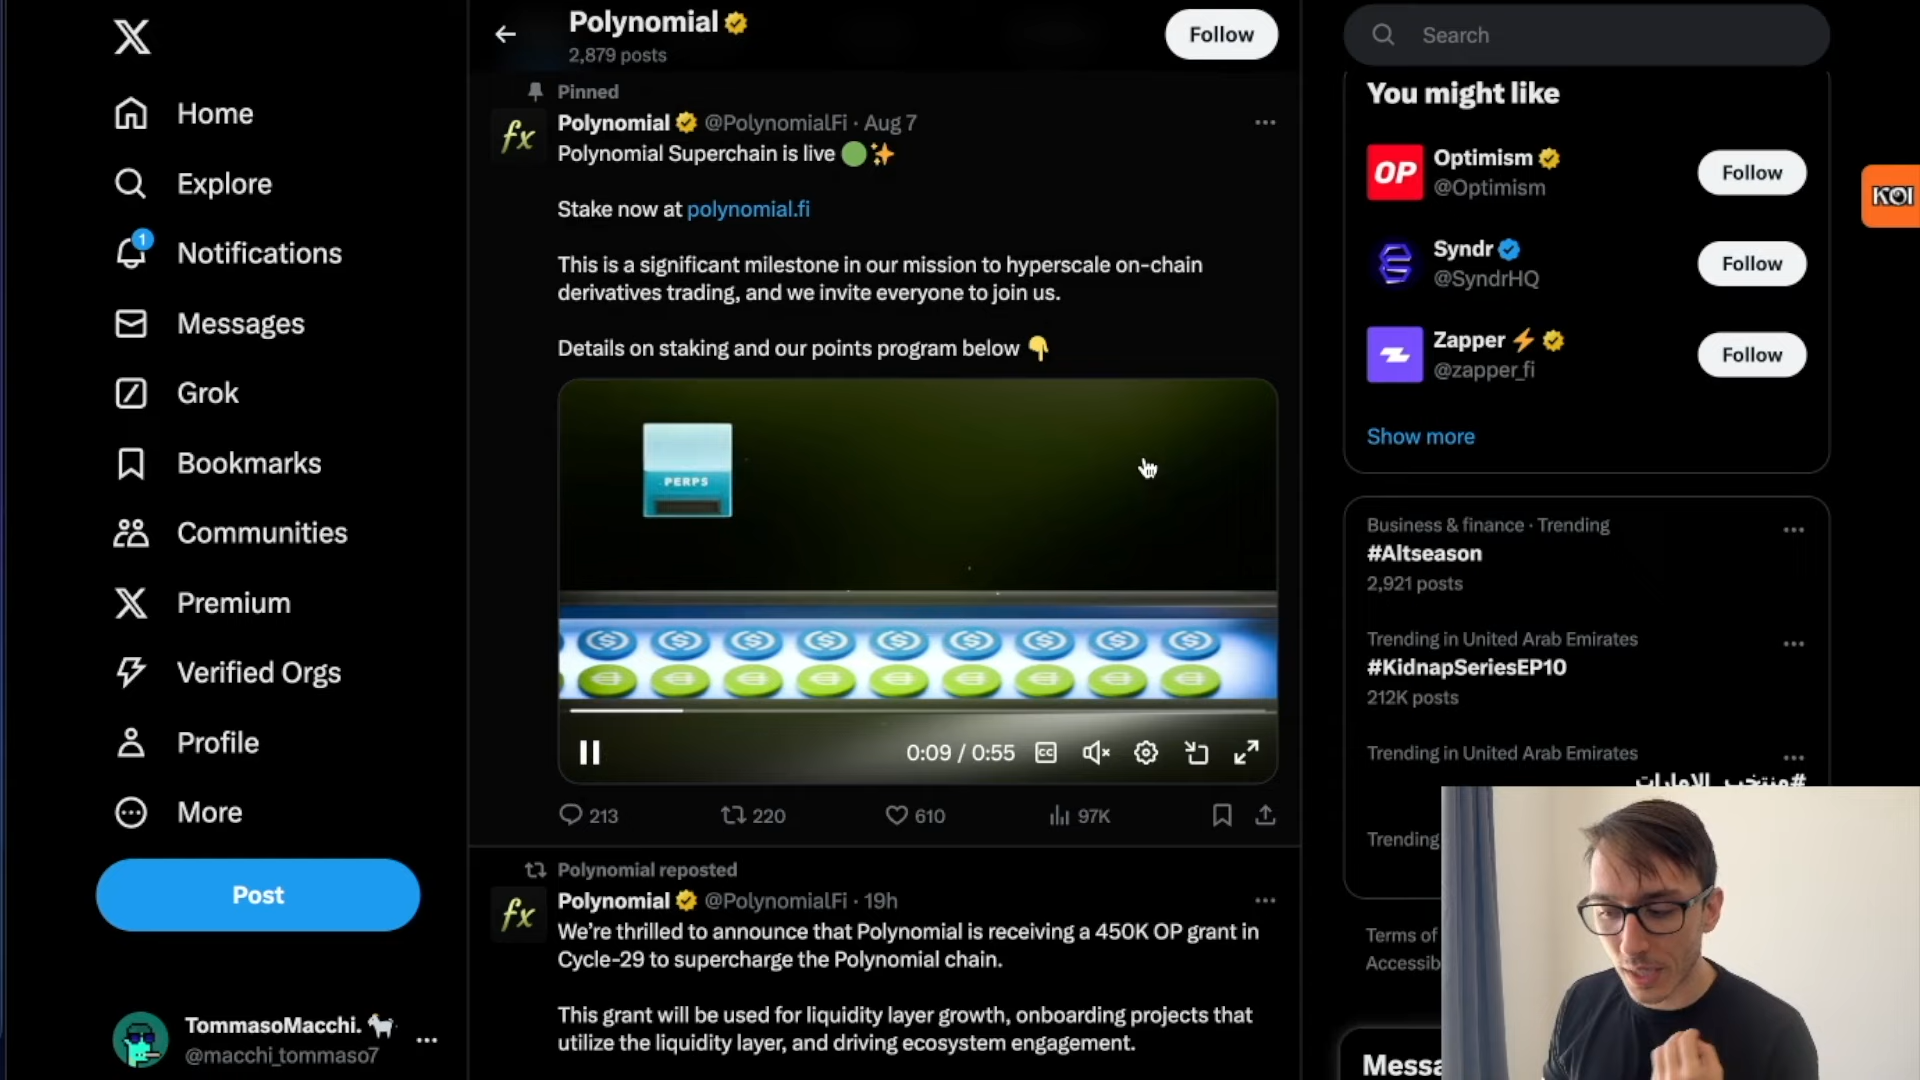 Home
Explore
1
Notifications
Messages
Grok
Bookmarks
Communities
Premium
Verified Orgs
Profile
More
Post
TommasoMacchi.
@macchi_tommaso7
Polynomial
2,879 posts
Follow
Pinned
fx
Polynomial @PolynomialFi · Aug 7
Polynomial Superchain is live
Stake now at polynomial.fi
This is a significant milestone in our mission to hyperscale on-chain
derivatives trading, and we invite everyone to join us.
Details on staking and our points program below
PERPS
0:09 / 0:55
CC
213
220
610
97K
Polynomial reposted
fx
Polynomial @PolynomialFi · 19h
We're thrilled to announce that Polynomial is receiving a 450K OP grant in
Cycle-29 to supercharge the Polynomial chain.
This grant will be used for liquidity layer growth, onboarding projects that
utilize the liquidity layer, and driving ecosystem engagement.
Search
You might like
OP
Optimism
@Optimism
Follow
Syndr
@SyndrHQ
Follow
Zapper
@zapper_fi
Follow
Show more
KOI
Business & finance · Trending
#Altseason
2,921 posts
Trending in United Arab Emirates
#KidnapSeriesEP10
212K posts
Trending in United Arab Emirates
#منتخب_الامارات
Trending
Terms of
Accessib
Messa